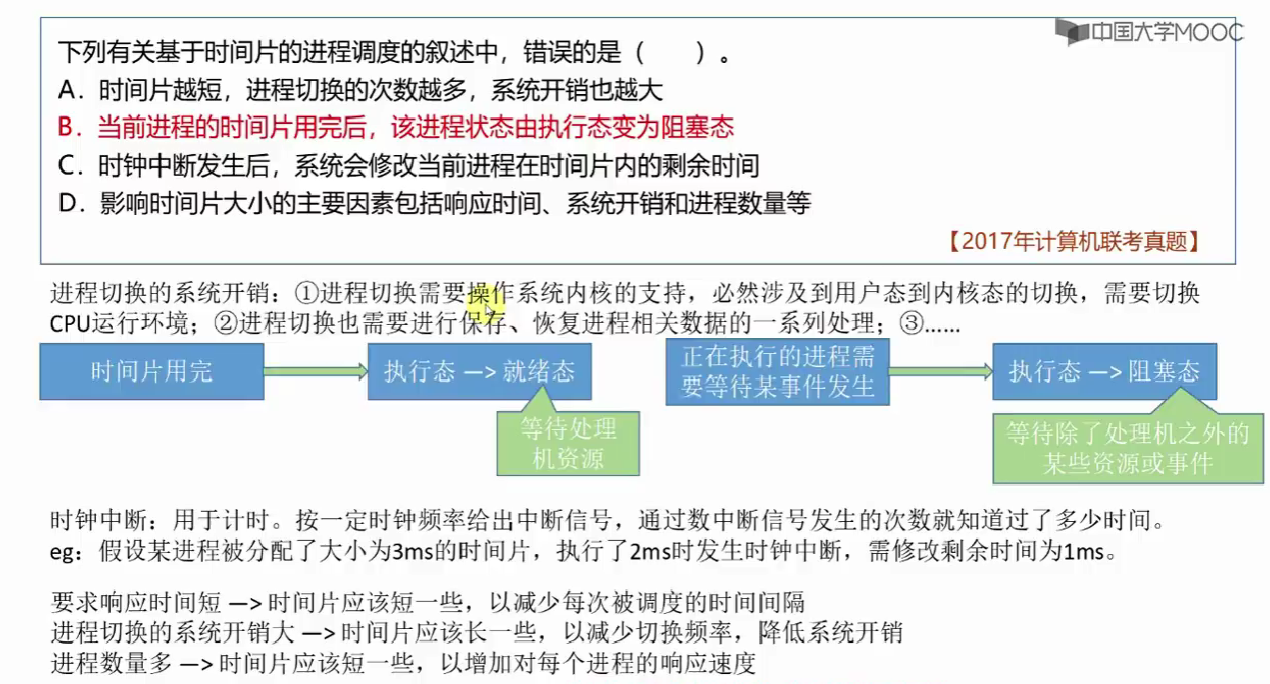 中国大学MOOC
下列有关基于时间片的进程调度的叙述中，错误的是（　　）。
A．时间片越短，进程切换的次数越多，系统开销也越大
B．当前进程的时间片用完后，该进程状态由执行态变为阻塞态
C．时钟中断发生后，系统会修改当前进程在时间片内的剩余时间
D．影响时间片大小的主要因素包括响应时间、系统开销和进程数量等
【2017年计算机联考真题】
进程切换的系统开销：①进程切换需要操作系统内核的支持，必然涉及到用户态到内核态的切换，需要切换
CPU运行环境；②进程切换也需要进行保存、恢复进程相关数据的一系列处理；③……
时间片用完
执行态 —> 就绪态
等待处理
机资源
正在执行的进程需
要等待某事件发生
执行态 —> 阻塞态
等待除了处理机之外的
某些资源或事件
时钟中断：用于计时。按一定时钟频率给出中断信号，通过数中断信号发生的次数就知道过了多少时间。
eg：假设某进程被分配了大小为3ms的时间片，执行了2ms时发生时钟中断，需修改剩余时间为1ms。
要求响应时间短 —> 时间片应该短一些，以减少每次被调度的时间间隔
进程切换的系统开销大 —> 时间片应该长一些，以减少切换频率，降低系统开销
进程数量多 —> 时间片应该短一些，以增加对每个进程的响应速度